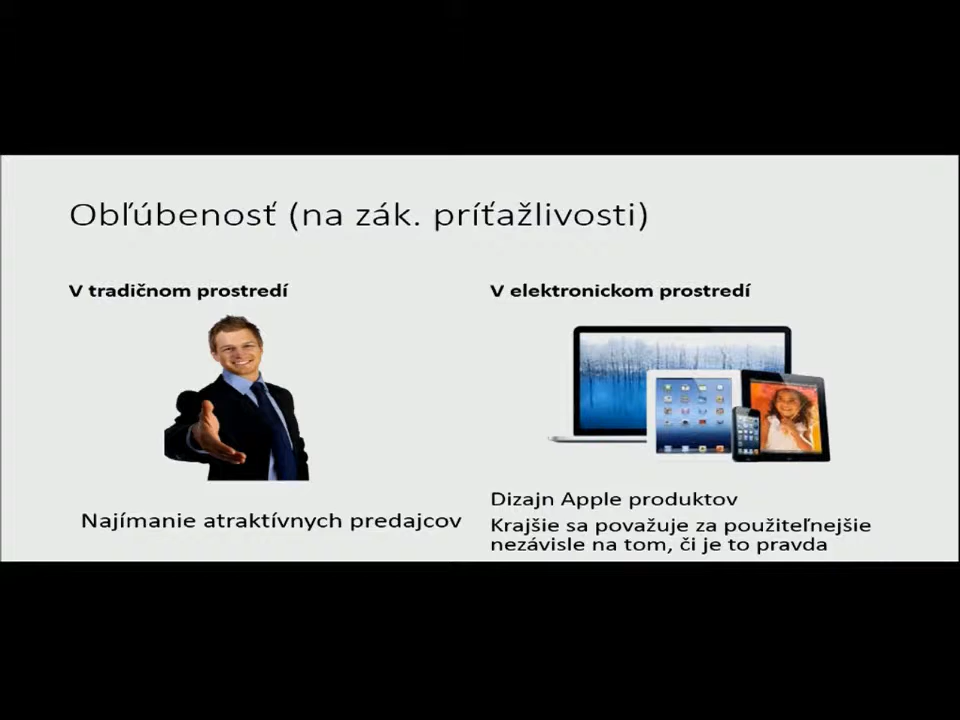 Obľúbenosť (na zák. príťažlivosti)
V tradičnom prostredí
Najímanie atraktívnych predajcov
V elektronickom prostredí
Dizajn Apple produktov
Krajšie sa považuje za použiteľnejšie
nezávisle na tom, či je to pravda